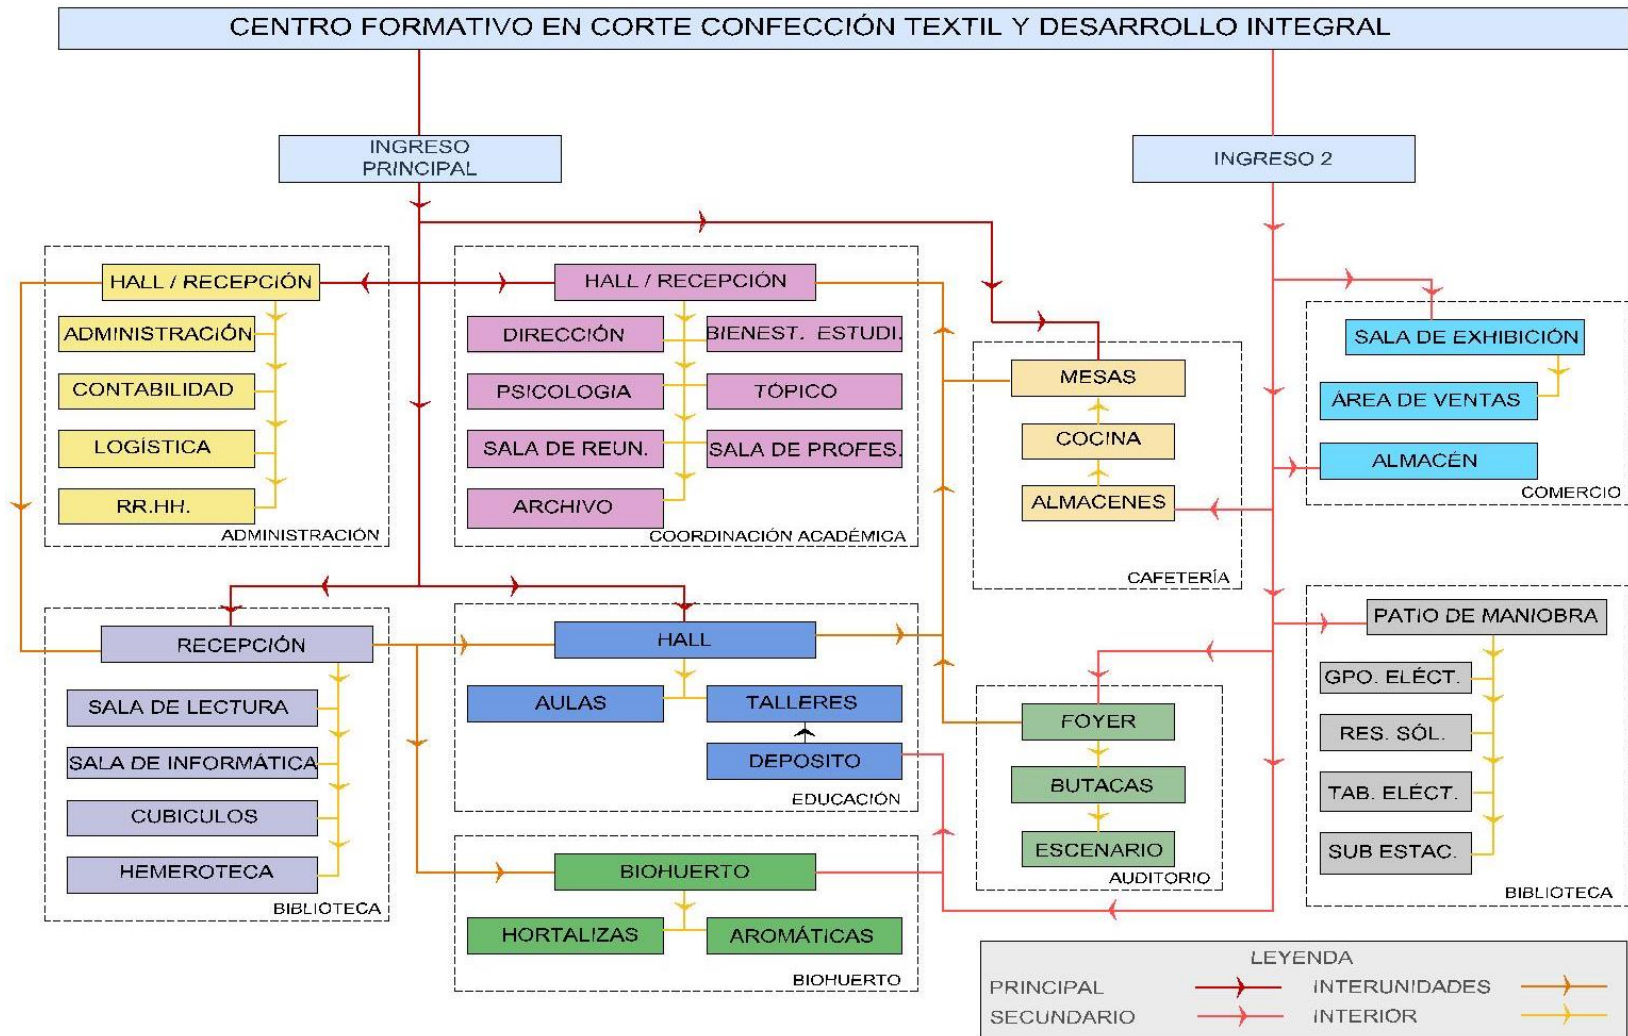 CENTRO FORMATIVO EN CORTE CONFECCIÓN TEXTIL Y DESARROLLO INTEGRAL
INGRESO
PRINCIPAL
INGRESO 2
HALL / RECEPCIÓN
ADMINISTRACIÓN
CONTABILIDAD
LOGÍSTICA
RR.HH.
ADMINISTRACIÓN
HALL / RECEPCIÓN
DIRECCIÓN
BIENEST. ESTUDI.
PSICOLOGIA
TÓPICO
SALA DE REUN.
SALA DE PROFES.
ARCHIVO
COORDINACIÓN ACADÉMICA
MESAS
COCINA
ALMACENES
CAFETERÍA
SALA DE EXHIBICIÓN
ÁREA DE VENTAS
ALMACÉN
COMERCIO
RECEPCIÓN
SALA DE LECTURA
SALA DE INFORMÁTICA
CUBICULOS
HEMEROTECA
BIBLIOTECA
HALL
AULAS
TALLERES
DEPOSITO
EDUCACIÓN
BIOHUERTO
HORTALIZAS
AROMÁTICAS
BIOHUERTO
FOYER
BUTACAS
ESCENARIO
AUDITORIO
PATIO DE MANIOBRA
GPO. ELÉCT.
RES. SÓL.
TAB. ELÉCT.
SUB ESTAC.
BIBLIOTECA
LEYENDA
PRINCIPAL
INTERUNIDADES
SECUNDARIO
INTERIOR